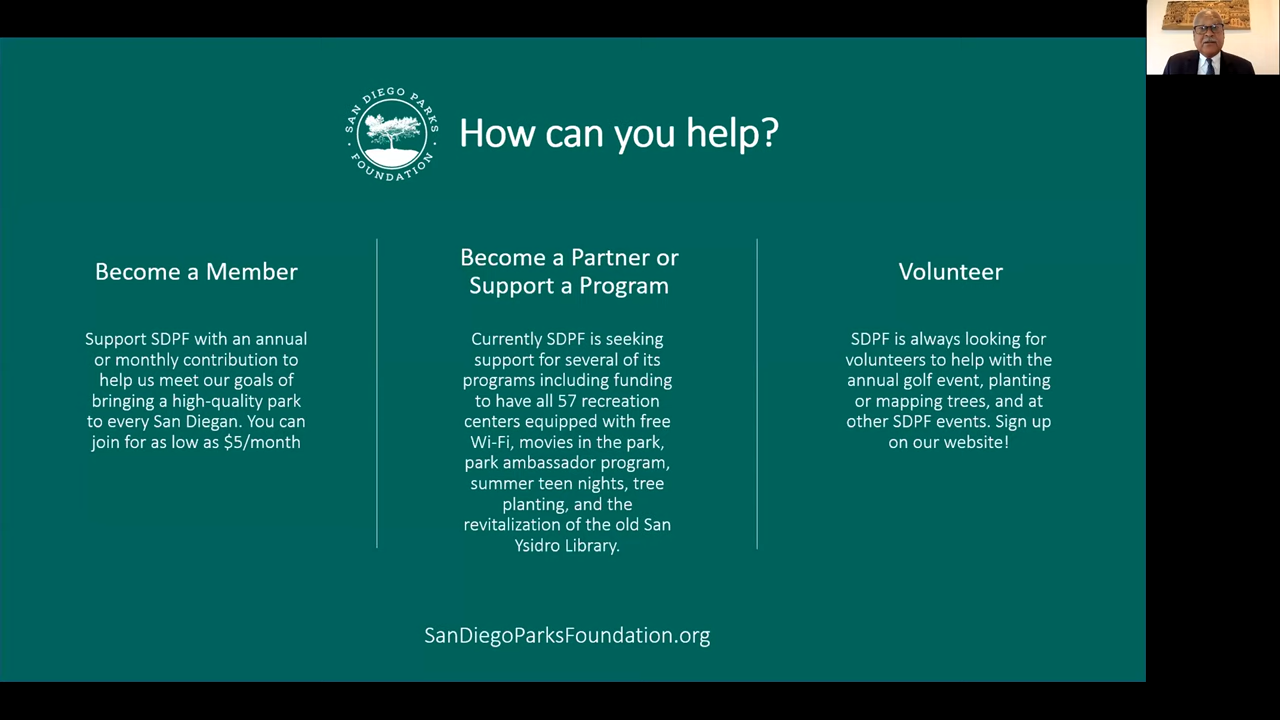 SAN DIEGO PARKS
FOUNDATION
How can you help?
Become a Member
Support SDPF with an annual
or monthly contribution to
help us meet our goals of
bringing a high-quality park
to every San Diegan. You can
join for as low as $5/month
Become a Partner or
Support a Program
Currently SDPF is seeking
support for several of its
programs including funding
to have all 57 recreation
centers equipped with free
Wi-Fi, movies in the park,
park ambassador program,
summer teen nights, tree
planting, and the
revitalization of the old San
Ysidro Library.
Volunteer
SDPF is always looking for
volunteers to help with the
annual golf event, planting
or mapping trees, and at
other SDPF events. Sign up
on our website!
SanDiegoParksFoundation.org